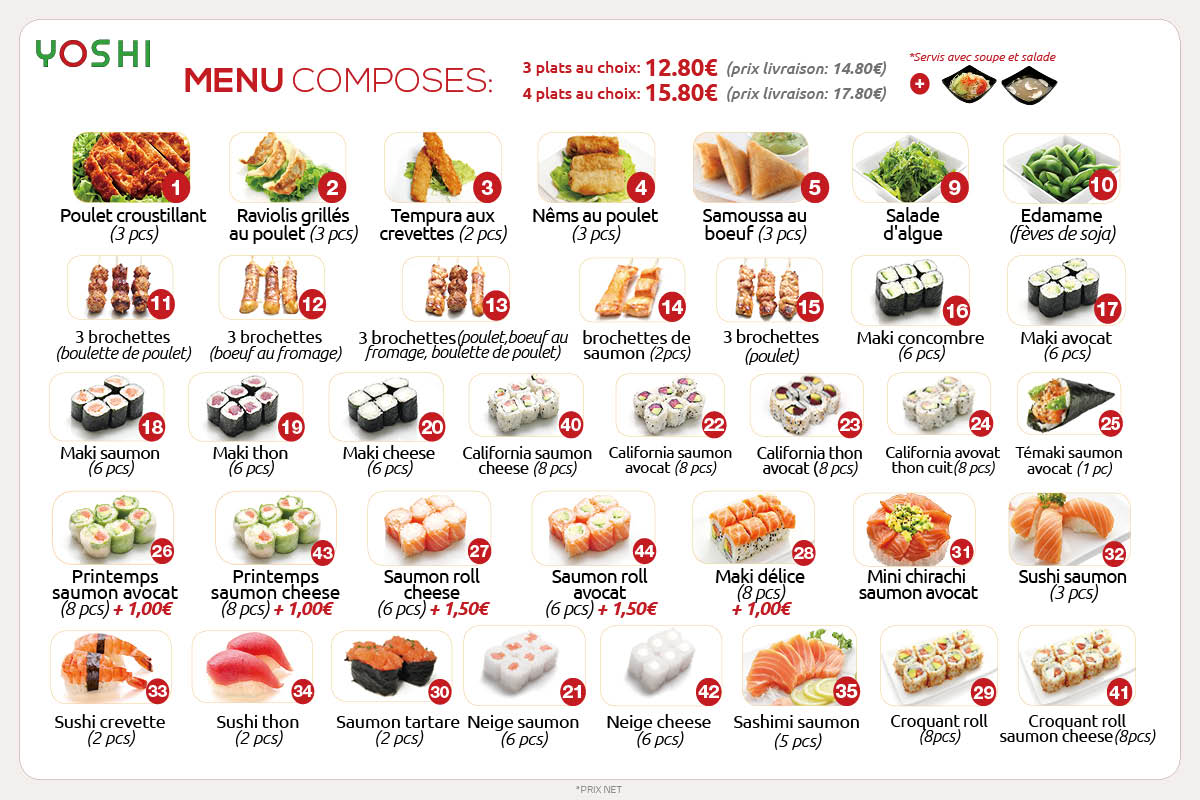 YOSHI
MENU COMPOSES:
3 plats au choix: 12.80€ (prix livraison: 14.80€)
4 plats au choix: 15.80€ (prix livraison: 17.80€)
*Servis avec soupe et salade
+
1
2
3
4
5
9
10
Poulet croustillant
(3 pcs)
Raviolis grillés
au poulet (3 pcs)
Tempura aux
crevettes (2 pcs)
Nêms au poulet
(3 pcs)
Samoussa au
boeuf (3 pcs)
Salade
d'algue
Edamame
(fèves de soja)
11
12
13
14
15
16
17
3 brochettes
(boulette de poulet)
3 brochettes
(boeuf au fromage)
3 brochettes(poulet,boeuf au
fromage, boulette de poulet)
brochettes de
saumon (2pcs)
3 brochettes
(poulet)
Maki concombre
(6 pcs)
Maki avocat
(6 pcs)
18
19
20
40
22
23
24
25
Maki saumon
(6 pcs)
Maki thon
(6 pcs)
Maki cheese
(6 pcs)
California saumon
cheese (8 pcs)
California saumon
avocat (8 pcs)
California thon
avocat (8 pcs)
California avovat
thon cuit(8 pcs)
Témaki saumon
avocat (1 pc)
26
43
27
44
28
31
32
Printemps
saumon avocat
(8 pcs) + 1,00€
Printemps
saumon cheese
(8 pcs) + 1,00€
Saumon roll
cheese
(6 pcs) + 1,50€
Saumon roll
avocat
(6 pcs) + 1,50€
Maki délice
(8 pcs)
+ 1,00€
Mini chirachi
saumon avocat
Sushi saumon
(3 pcs)
33
34
30
21
42
35
29
41
Sushi crevette
(2 pcs)
Sushi thon
(2 pcs)
Saumon tartare
(2 pcs)
Neige saumon
(6 pcs)
Neige cheese
(6 pcs)
Sashimi saumon
(5 pcs)
Croquant roll
(8pcs)
Croquant roll
saumon cheese(8pcs)
*PRIX NET